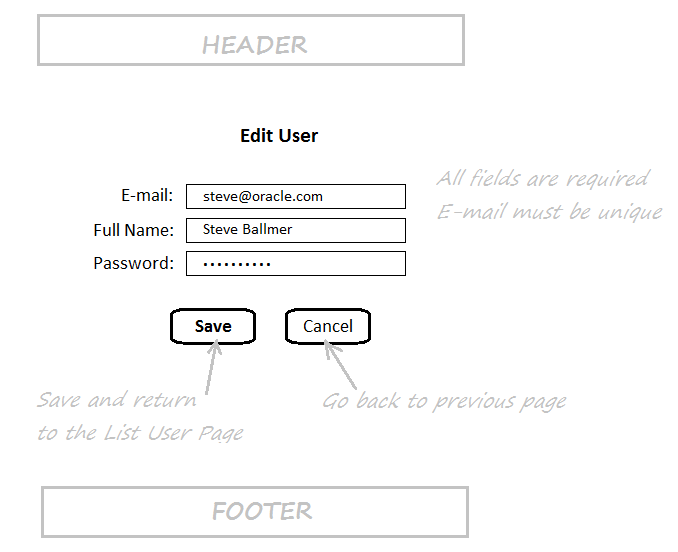 HEADER
Edit User
E-mail: steve@oracle.com
Full Name: Steve Ballmer
Password: ••••••••••
All fields are required
E-mail must be unique
Save Cancel
Save and return
to the List User Page
Go back to previous page
FOOTER